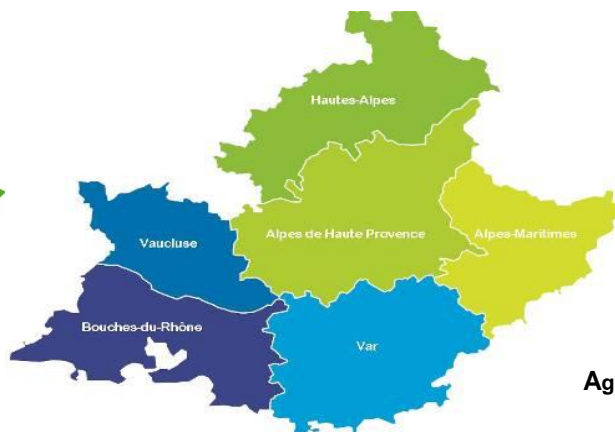 Hautes-Alpes
Alpes de Haute Provence
Alpes-Maritimes
Vaucluse
Bouches-du-Rhône
Var
Ag